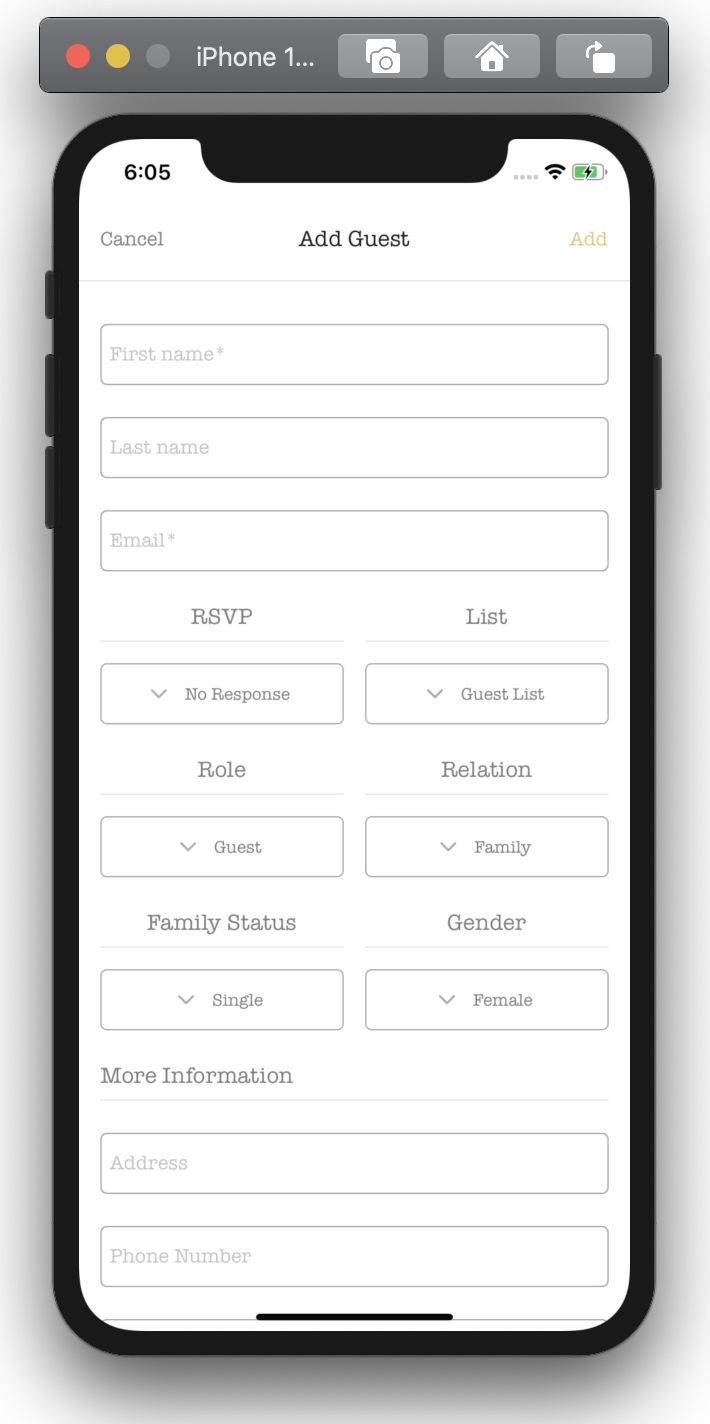 iPhone 1...
6:05
Cancel Add Guest Add
First name*
Last name
Email*
RSVP List
No Response Guest List
Role Relation
Guest Family
Family Status Gender
Single Female
More Information
Address
Phone Number